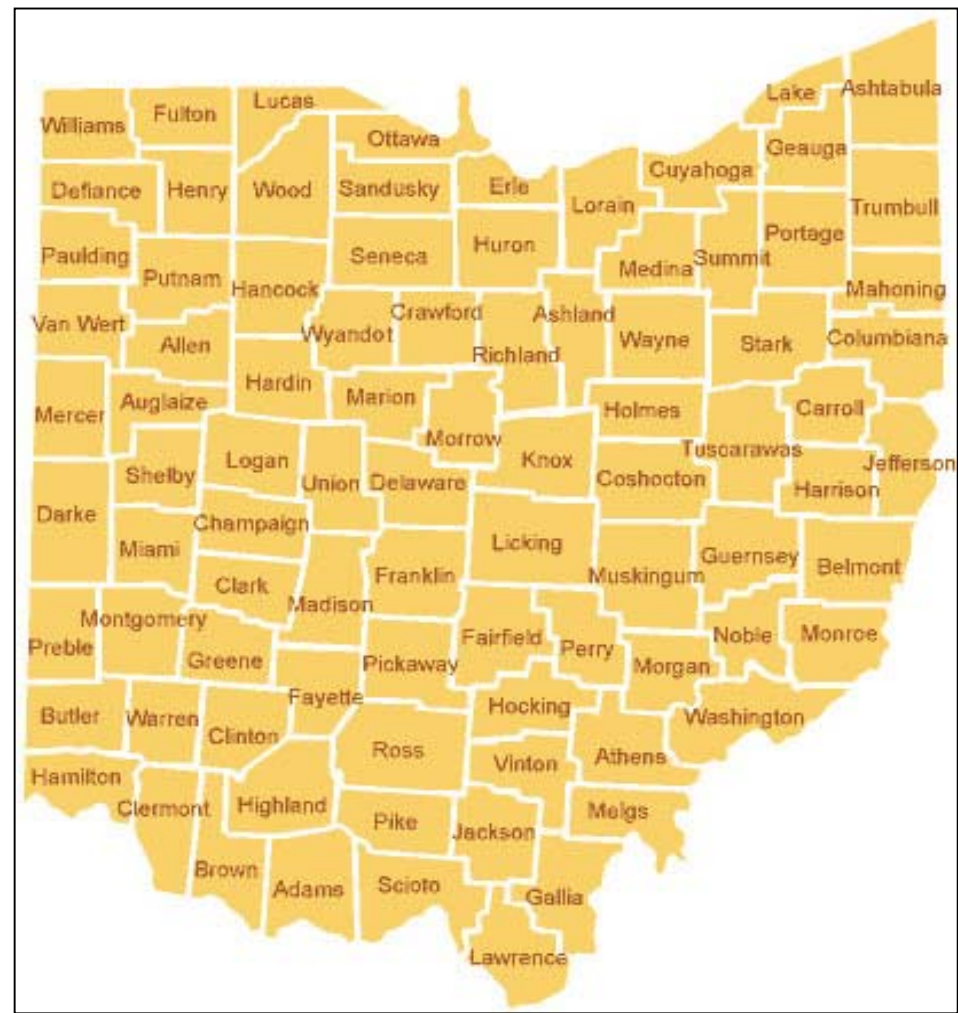 Ashtabula
Lake
Lucas
Fulton
Williams
Ottawa
Geauga
Cuyahoga
Erie
Sandusky
Wood
Henry
Defiance
Lorain
Trumbull
Portage
Huron
Seneca
Summit
Medina
Paulding
Putnam
Hancock
Mahoning
Crawford
Ashland
Van Wert
Wyandot
Columbiana
Wayne
Stark
Allen
Richland
Hardin
Marion
Auglaize
Mercer
Holmes
Carroll
Morrow
Tuscarawas
Knox
Logan
Jefferson
Shelby
Union
Delaware
Coshocton
Harrison
Darke
Champaign
Licking
Miami
Guernsey
Belmont
Franklin
Muskingum
Clark
Madison
Montgomery
Preble
Fairfield
Noble
Monroe
Perry
Greene
Pickaway
Morgan
Fayette
Hocking
Butler
Warren
Washington
Clinton
Ross
Athens
Vinton
Hamilton
Highland
Clermont
Meigs
Pike
Jackson
Brown
Adams
Scioto
Gallia
Lawrence